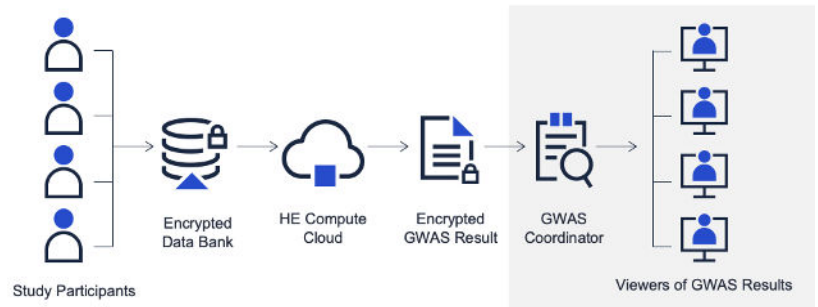 Encrypted
Data Bank
HE Compute
Cloud
Encrypted
GWAS Result
GWAS
Coordinator
Study Participants
Viewers of GWAS Results